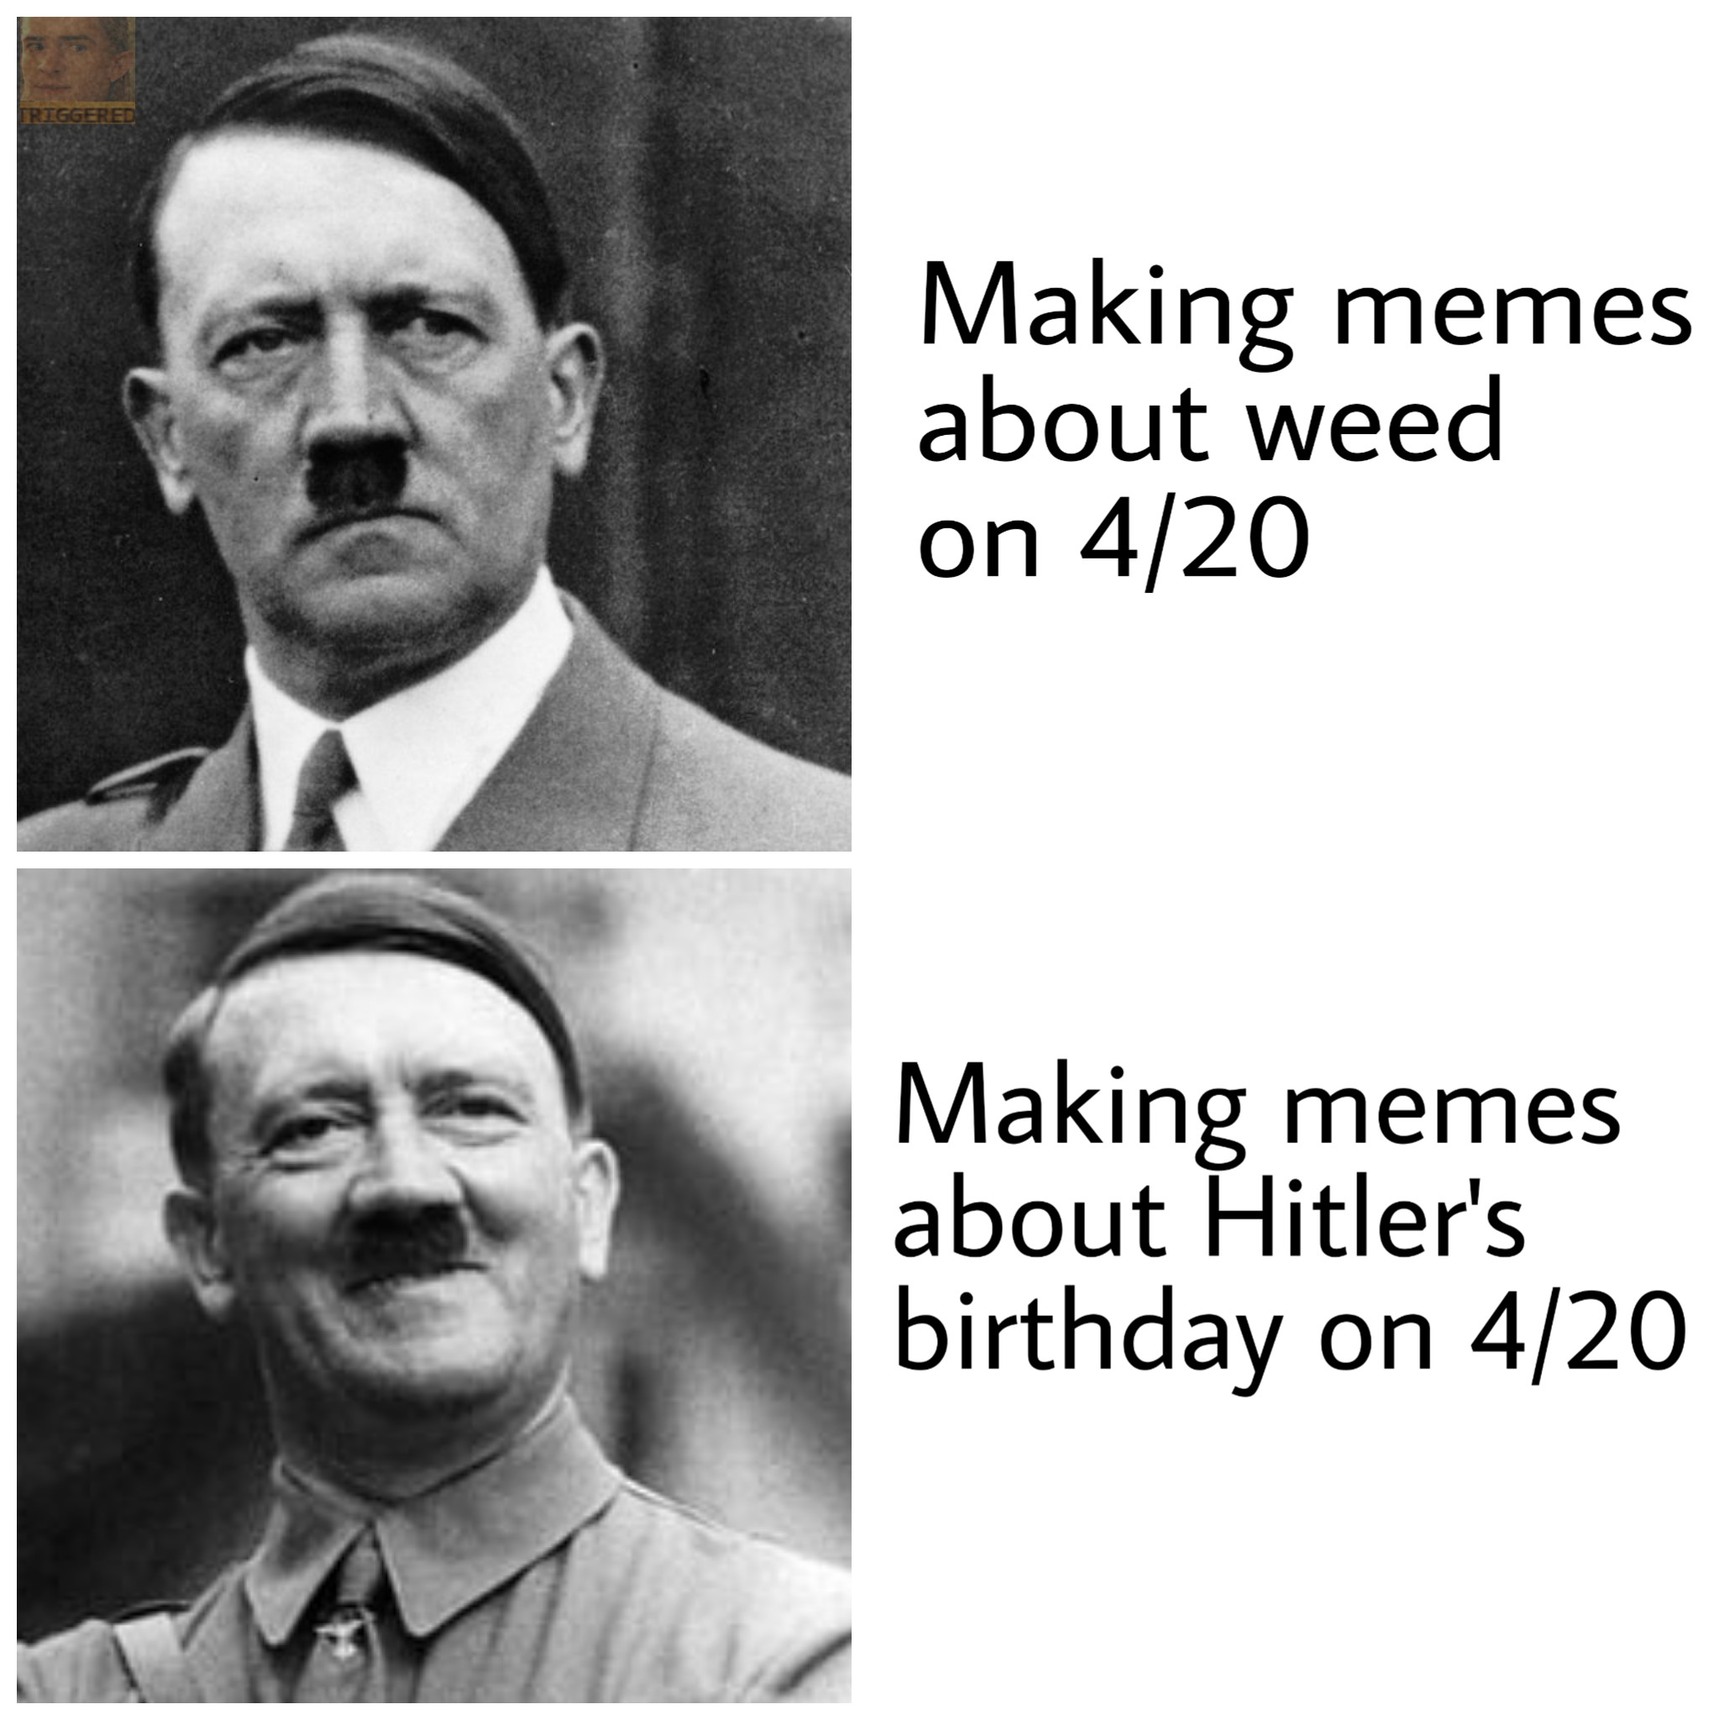 TRIGGERED
Making memes
about weed
on 4/20
Making memes
about Hitler's
birthday on 4/20